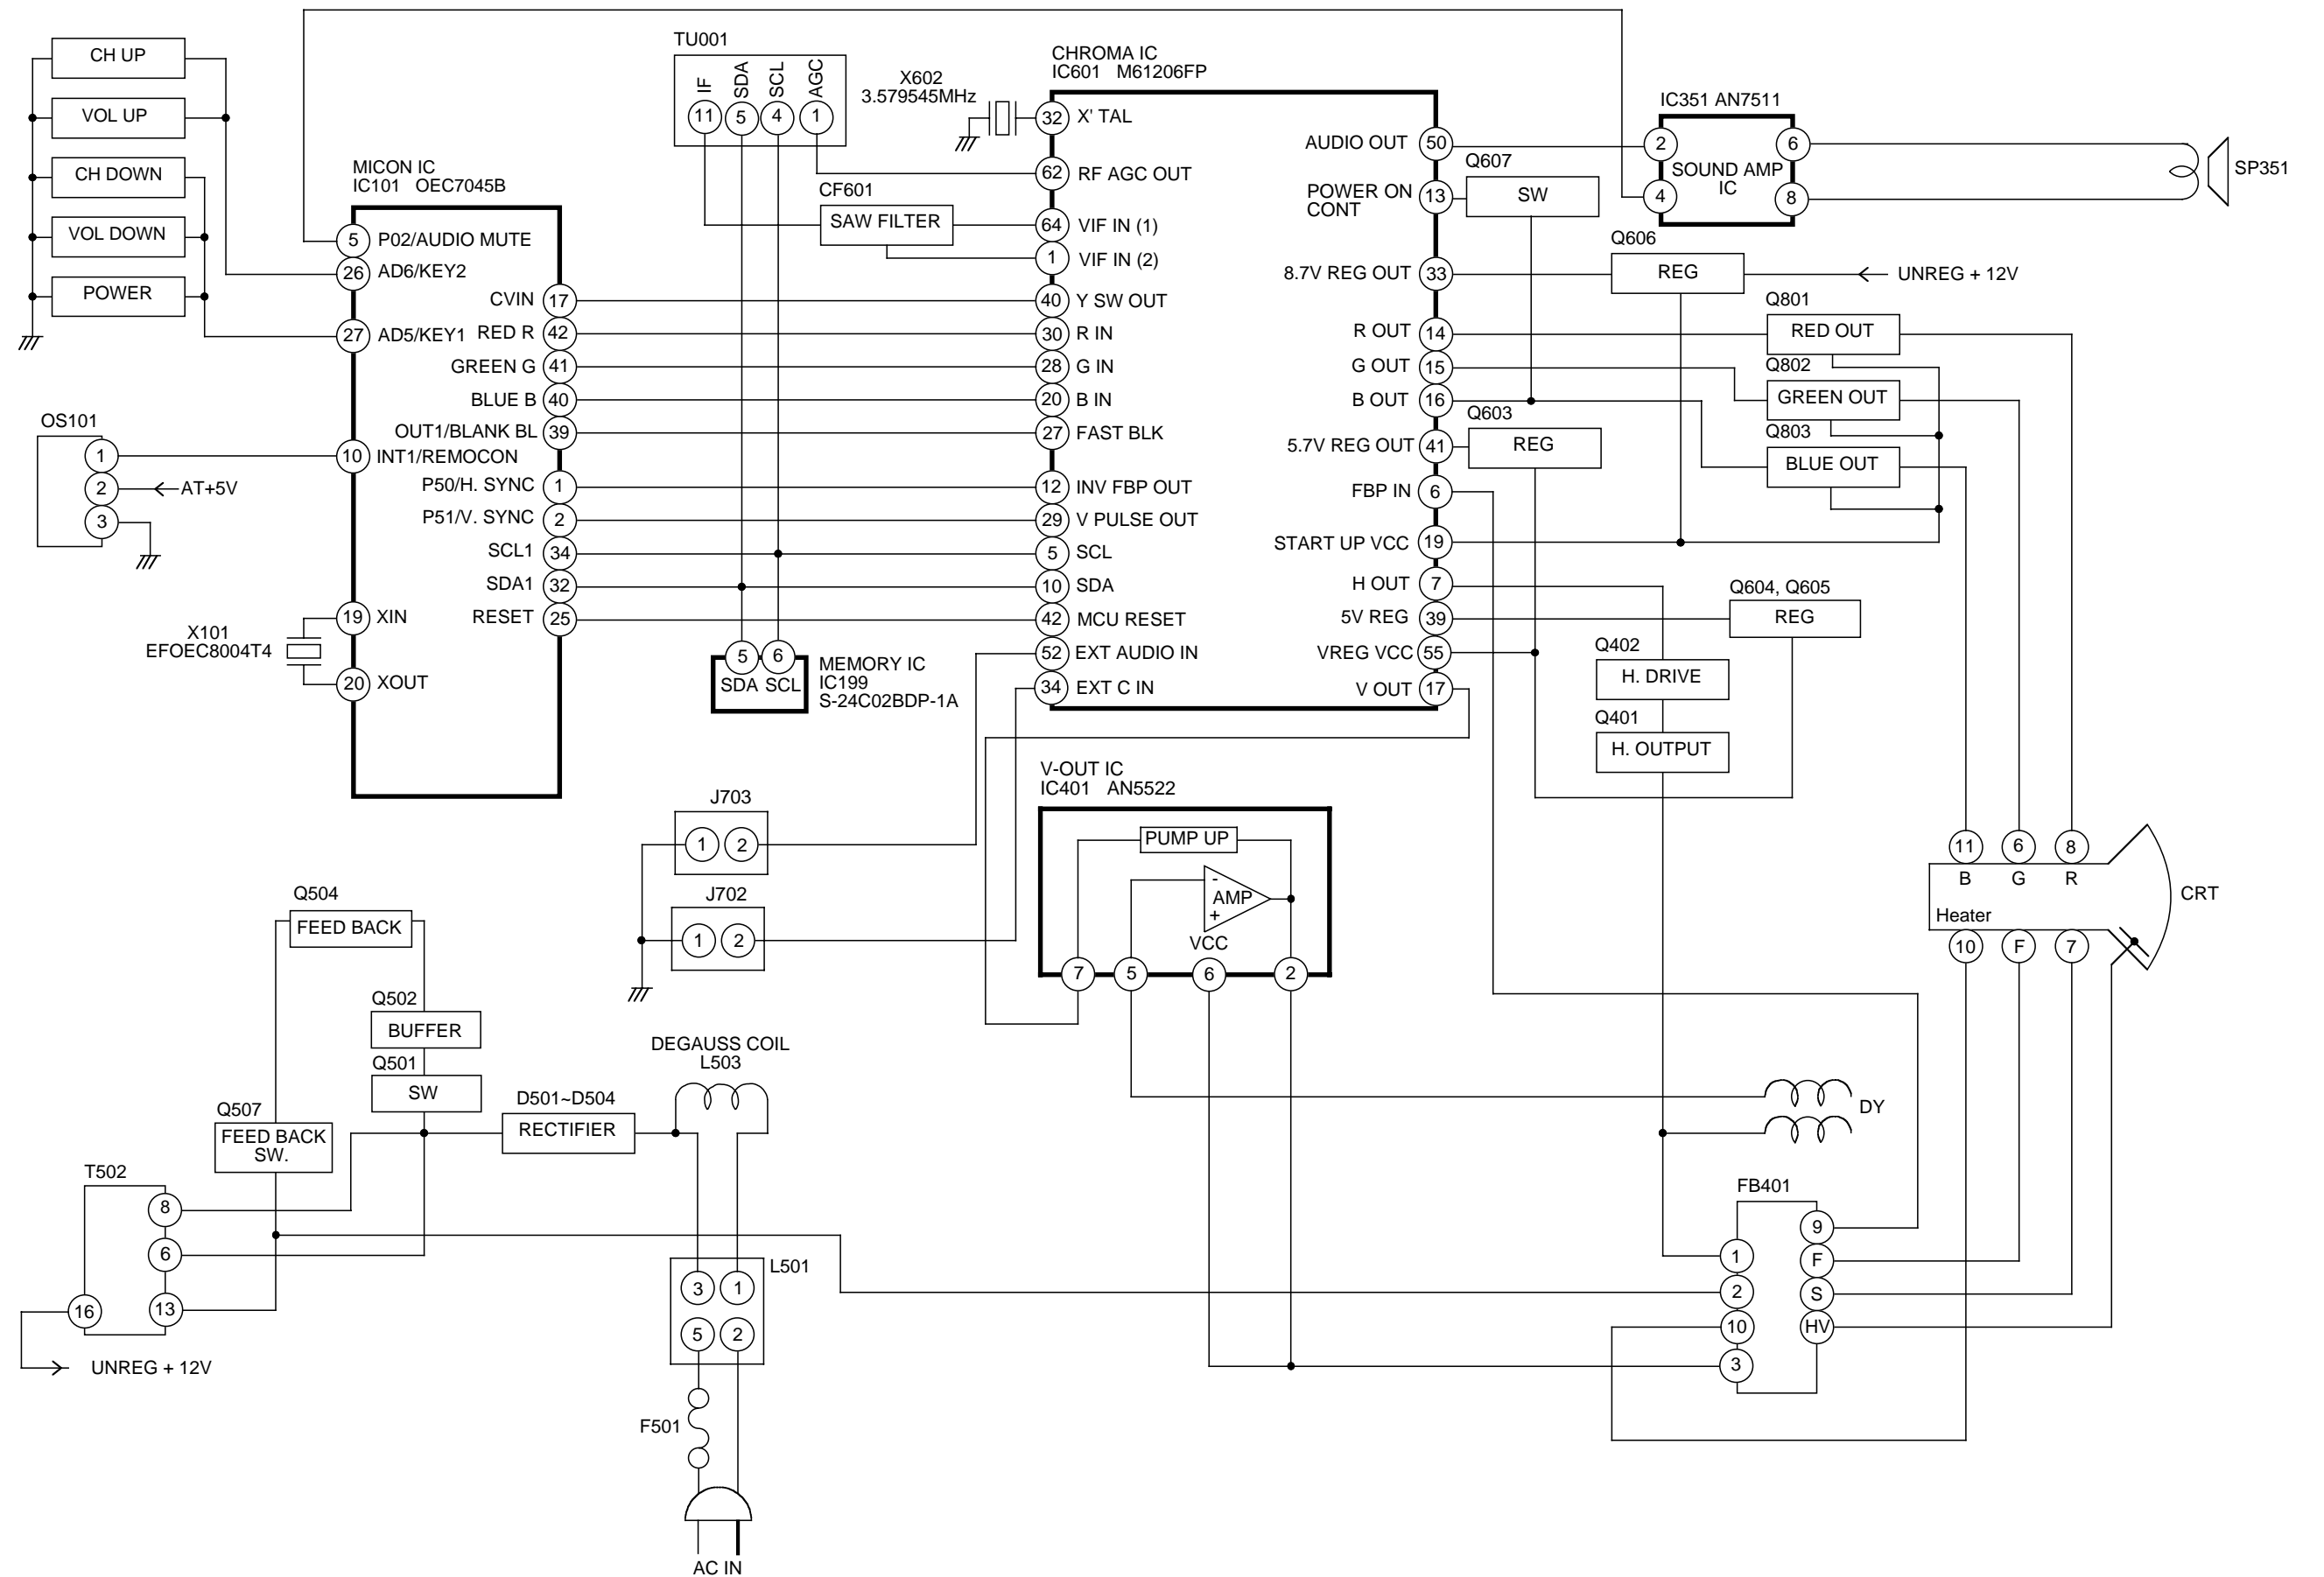 CH UP
VOL UP
CH DOWN
VOL DOWN
POWER
MICON IC
IC101 OEC7045B
5 P02/AUDIO MUTE
26 AD6/KEY2
27 AD5/KEY1
10 INT1/REMOCON
19 XIN
20 XOUT
CVIN 17
RED R 42
GREEN G 41
BLUE B 40
OUT1/BLANK BL 39
P50/H. SYNC 1
P51/V. SYNC 2
SCL1 34
SDA1 32
RESET 25
OS101
1
2
3
AT+5V
X101
EFOEC8004T4
TU001
IF
SDA
SCL
AGC
11
5
4
1
CF601
SAW FILTER
X602
3.579545MHz
CHROMA IC
IC601 M61206FP
32 X' TAL
62 RF AGC OUT
64 VIF IN (1)
1 VIF IN (2)
40 Y SW OUT
30 R IN
28 G IN
20 B IN
27 FAST BLK
12 INV FBP OUT
29 V PULSE OUT
5 SCL
10 SDA
42 MCU RESET
52 EXT AUDIO IN
34 EXT C IN
AUDIO OUT 50
POWER ON
CONT
13
8.7V REG OUT 33
R OUT 14
G OUT 15
B OUT 16
5.7V REG OUT 41
FBP IN 6
START UP VCC 19
H OUT 7
5V REG 39
VREG VCC 55
V OUT 17
5
6
SDA SCL
MEMORY IC
IC199
S-24C02BDP-1A
Q607
SW
IC351 AN7511
2
4
6
8
SOUND AMP
IC
SP351
Q606
REG
UNREG + 12V
Q801
RED OUT
Q802
GREEN OUT
Q803
BLUE OUT
Q603
REG
Q604, Q605
REG
Q402
H. DRIVE
Q401
H. OUTPUT
J703
1
2
J702
1
2
V-OUT IC
IC401 AN5522
PUMP UP
-
AMP
+
VCC
7
5
6
2
11
6
8
B
G
R
CRT
Heater
10
F
7
Q504
FEED BACK
Q502
BUFFER
Q501
SW
Q507
FEED BACK
SW.
D501~D504
RECTIFIER
DEGAUSS COIL
L503
DY
T502
8
6
13
16
UNREG + 12V
L501
3
1
5
2
F501
AC IN
FB401
1
2
10
3
9
F
S
HV